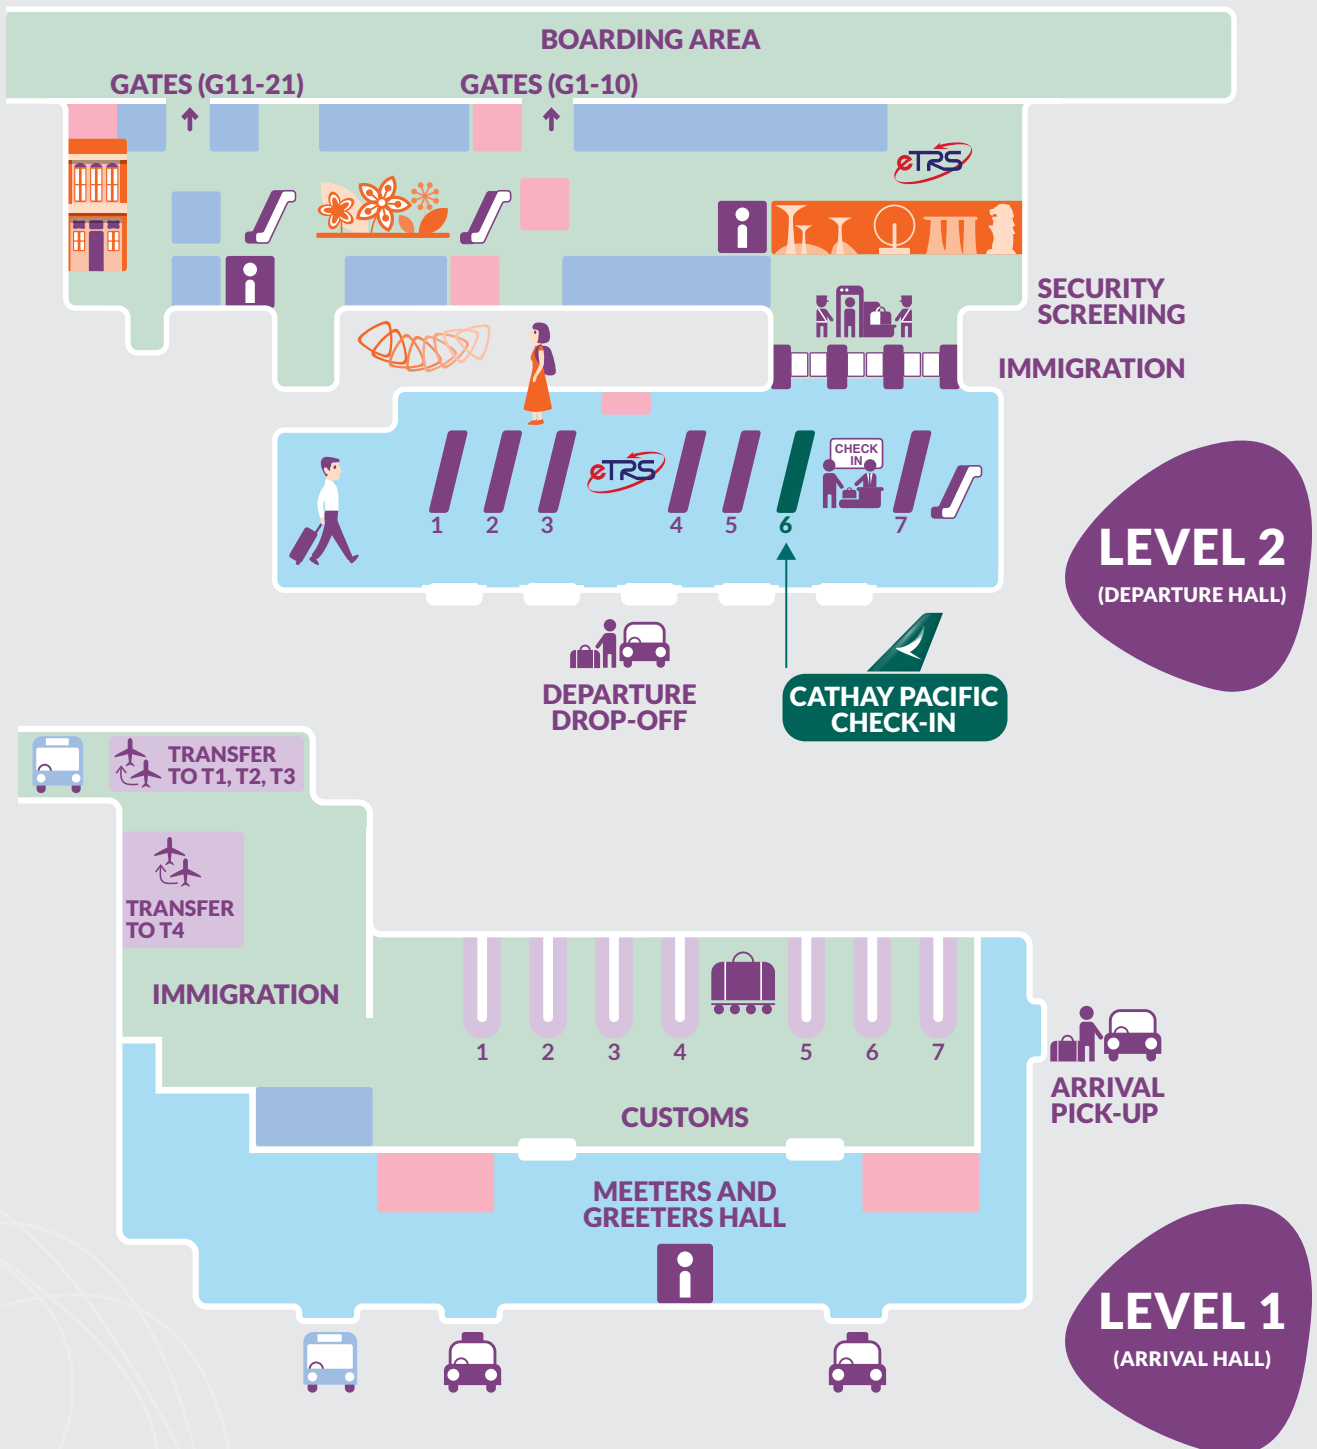 BOARDING AREA
GATES (G11-21)
GATES (G1-10)
eTRS
SECURITY
SCREENING
IMMIGRATION
eTRS
CHECK
IN
1
2
3
4
5
6
7
LEVEL 2
(DEPARTURE HALL)
DEPARTURE
DROP-OFF
CATHAY PACIFIC
CHECK-IN
TRANSFER
TO T1, T2, T3
TRANSFER
TO T4
IMMIGRATION
1
2
3
4
5
6
7
ARRIVAL
PICK-UP
CUSTOMS
MEETERS AND
GREETERS HALL
LEVEL 1
(ARRIVAL HALL)